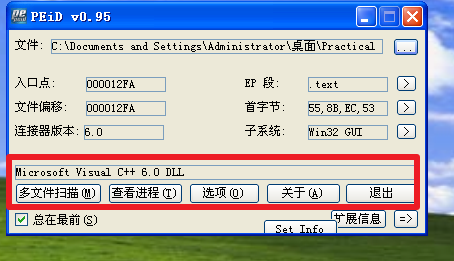 PEiD v0.95
文件: C:\Documents and Settings\Administrator\桌面\Practical ...
入口点: 000012FA EP 段: .text >
文件偏移: 000012FA 首字节: 55,8B,EC,53 >
连接器版本: 6.0 子系统: Win32 GUI >
Microsoft Visual C++ 6.0 DLL
多文件扫描(M) 查看进程(T) 选项(O) 关于(A) 退出
总在最前(S) Set Info 扩展信息 =>